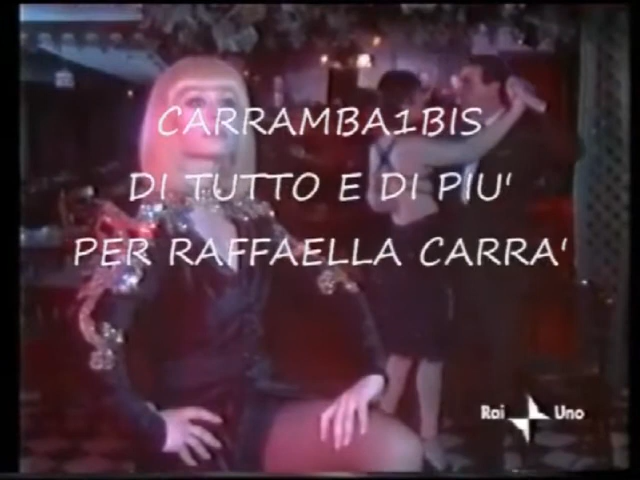 CARRAMBA1BIS
DI TUTTO E DI PIU'
PER RAFFAELLA CARRA'
Rai Uno